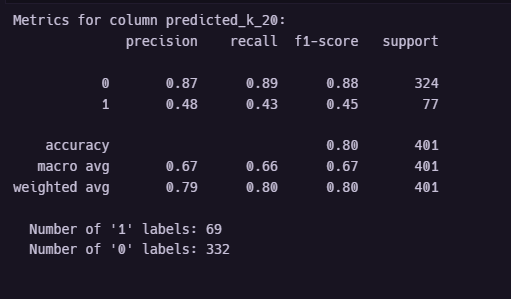 Metrics for column predicted_k_20:
precision recall f1-score support
0 0.87 0.89 0.88 324
1 0.48 0.43 0.45 77
accuracy 0.80 401
macro avg 0.67 0.66 0.67 401
weighted avg 0.79 0.80 0.80 401
Number of '1' labels: 69
Number of '0' labels: 332